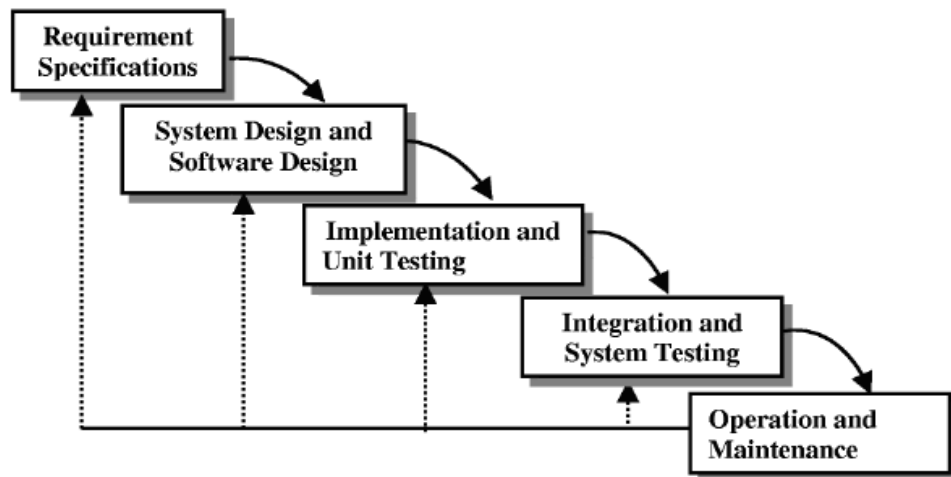 Requirement
Specifications
System Design and
Software Design
Implementation and
Unit Testing
Integration and
System Testing
Operation and
Maintenance